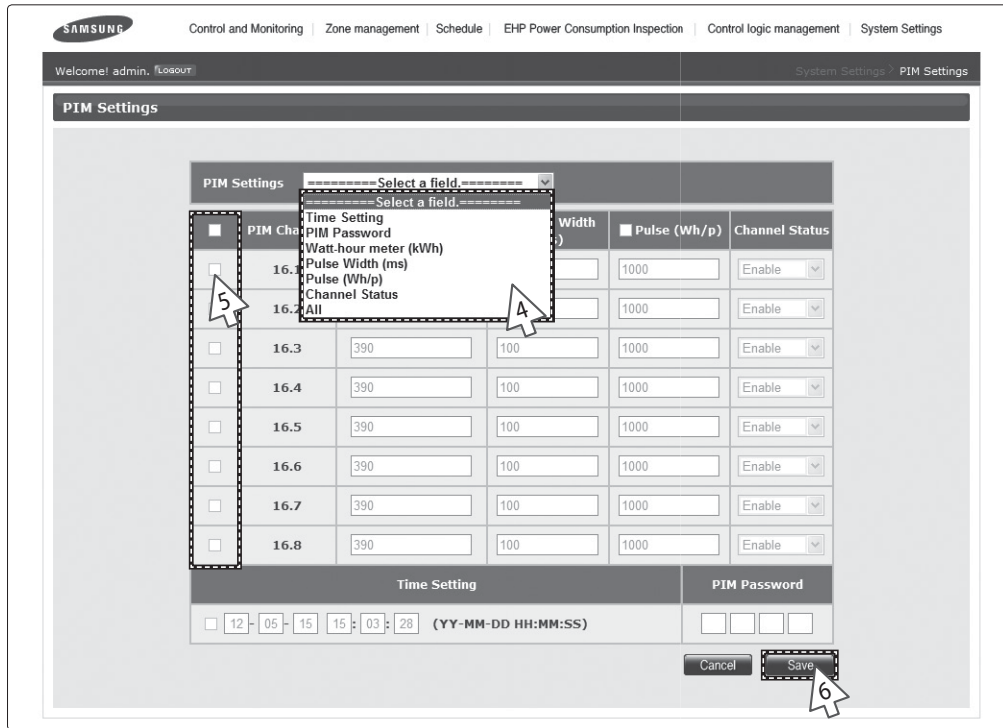 SAMSUNG
Control and Monitoring | Zone management | Schedule | EHP Power Consumption Inspection | Control logic management | System Settings
Welcome! admin. LOGOUT
System Settings > PIM Settings
PIM Settings
PIM Settings =========Select a field.========
=========Select a field.========
Time Setting
PIM Password
Watt-hour meter (kWh)
Pulse Width (ms)
Pulse (Wh/p)
Channel Status
All
4
PIM Cha Width ) Pulse (Wh/p) Channel Status
16.1 1000 Enable
5
16.2 1000 Enable
16.3 390 100 1000 Enable
16.4 390 100 1000 Enable
16.5 390 100 1000 Enable
16.6 390 100 1000 Enable
16.7 390 100 1000 Enable
16.8 390 100 1000 Enable
Time Setting PIM Password
12 - 05 - 15 15 : 03 : 28 (YY-MM-DD HH:MM:SS)
Cancel Save
6